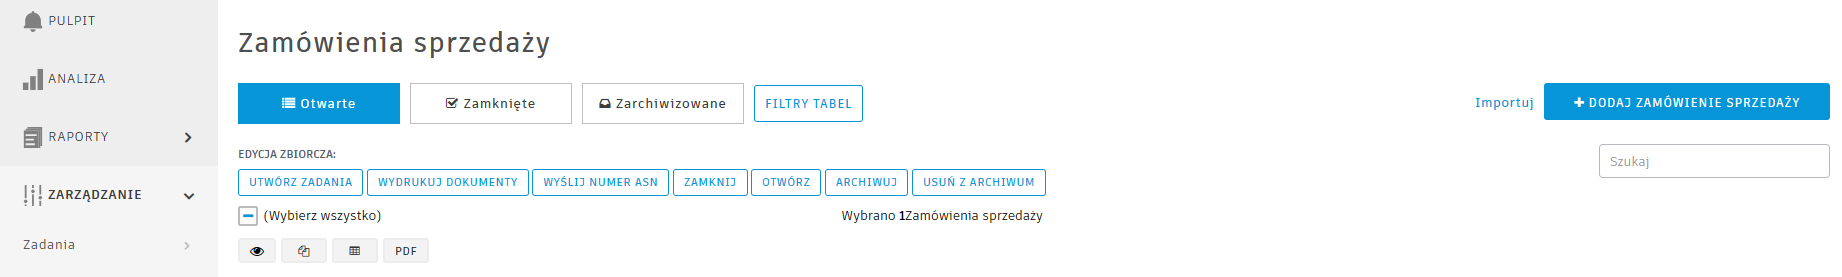 PULPIT
ANALIZA
RAPORTY
ZARZĄDZANIE
Zadania
Zamówienia sprzedaży
Otwarte
Zamknięte
Zarchiwizowane
FILTRY TABEL
Importuj
DODAJ ZAMÓWIENIE SPRZEDAŻY
EDYCJA ZBIORCZA:
Szukaj
UTWÓRZ ZADANIA
WYDRUKUJ DOKUMENTY
WYŚLIJ NUMER ASN
ZAMKNIJ
OTWÓRZ
ARCHIWUJ
USUŃ Z ARCHIWUM
(Wybierz wszystko)
Wybrano 1Zamówienia sprzedaży
PDF